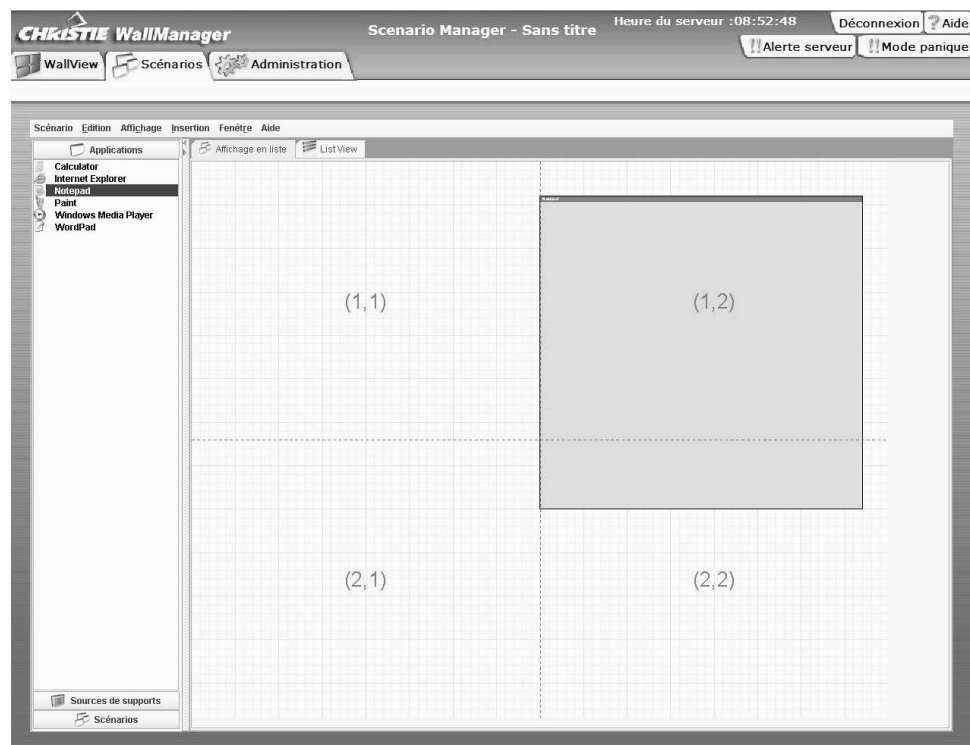 CHRISTIE WallManager
Scenario Manager - Sans titre
Heure du serveur :08:52:48
Déconnexion
Aide
!!Alerte serveur
!!Mode panique
WallView
Scénarios
Administration
Scénario Edition Affichage Insertion Fenêtre Aide
Applications
Affichage en liste
List View
Calculator
Internet Explorer
Notepad
Paint
Windows Media Player
WordPad
Notepad
(1,1)
(1,2)
(2,1)
(2,2)
Sources de supports
Scénarios